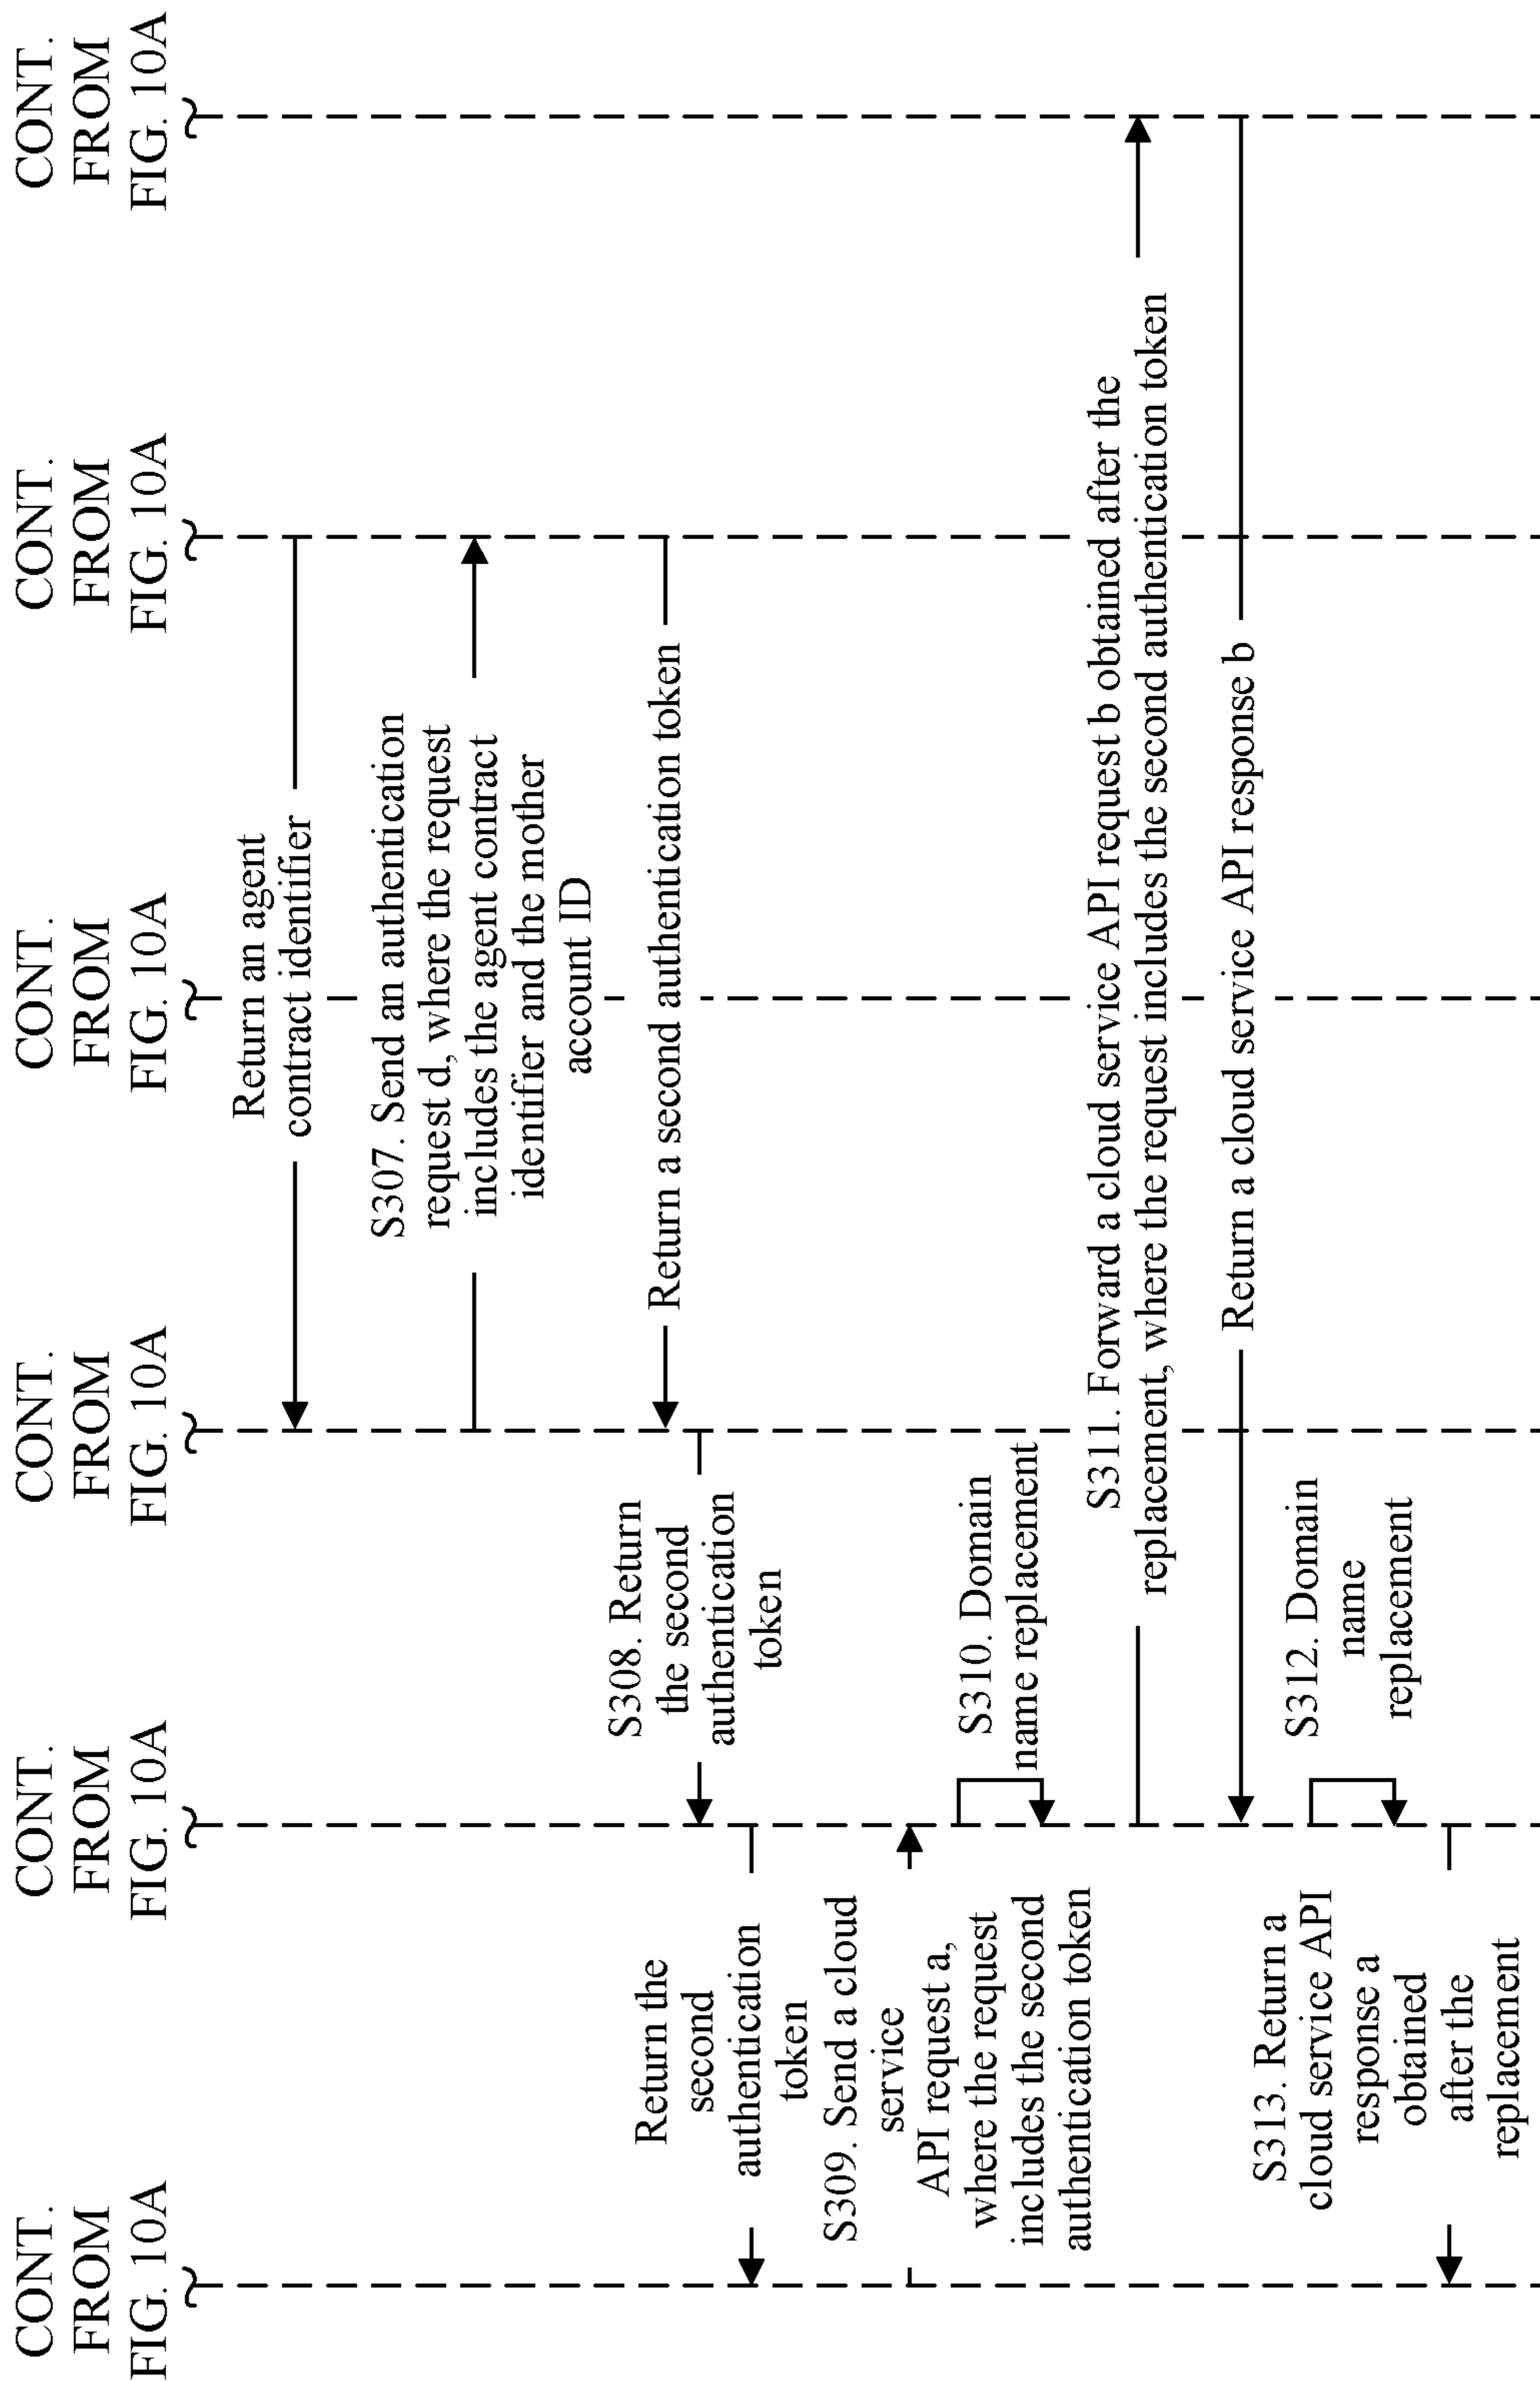 CONT.
FROM
FIG. 10A
CONT.
FROM
FIG. 10A
CONT.
FROM
FIG. 10A
CONT.
FROM
FIG. 10A
CONT.
FROM
FIG. 10A
CONT.
FROM
FIG. 10A
Return an agent
contract identifier
S307. Send an authentication
request d, where the request
includes the agent contract
identifier and the mother
account ID
Return a second authentication token
S308. Return
the second
authentication
token
Return the
second
authentication
token
S309. Send a cloud
service
API request a,
where the request
includes the second
authentication token
S310. Domain
name replacement
S311. Forward a cloud service API request b obtained after the
replacement, where the request includes the second authentication token
Return a cloud service API response b
S312. Domain
name
replacement
S313. Return a
cloud service API
response a
obtained
after the
replacement